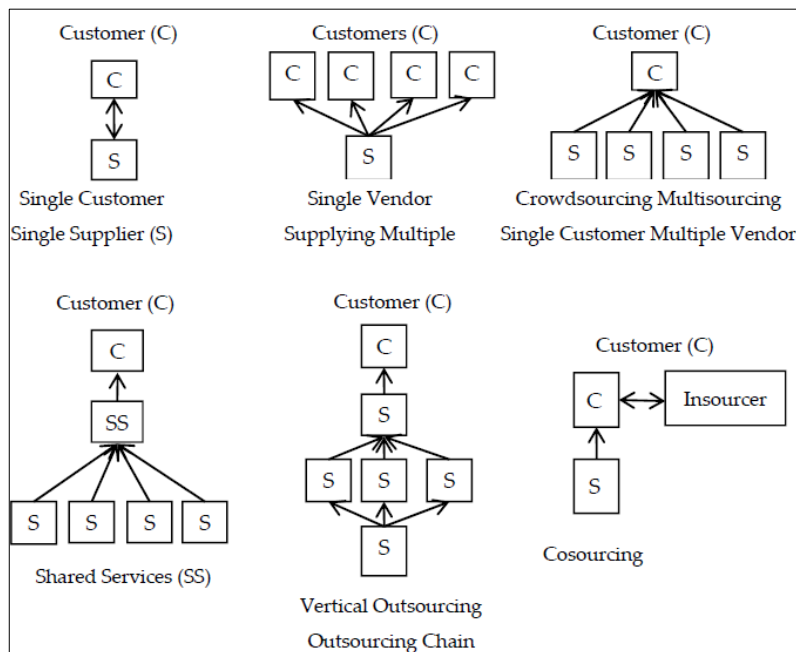 Customer (C)
C
S
Single Customer
Single Supplier (S)
Customers (C)
C C C C
S
Single Vendor
Supplying Multiple
Customer (C)
C
S S S S
Crowdsourcing Multisourcing
Single Customer Multiple Vendor
Customer (C)
C
SS
S S S S
Shared Services (SS)
Customer (C)
C
S
S S S
S
Vertical Outsourcing
Outsourcing Chain
Customer (C)
C Insourcer
S
Cosourcing